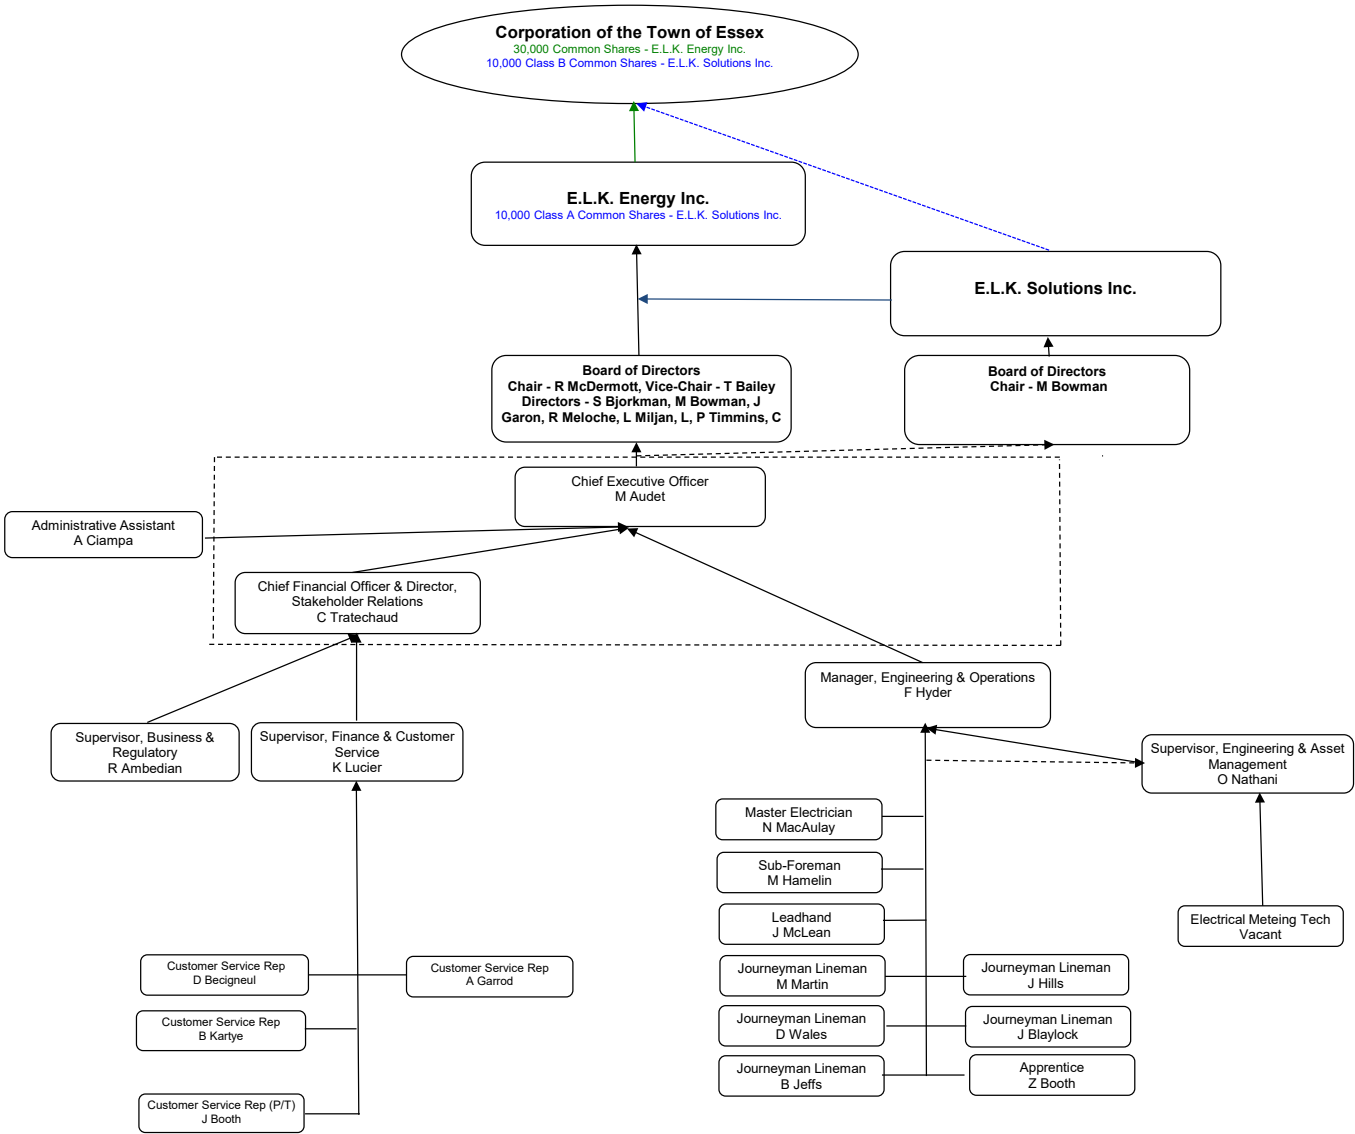 Corporation of the Town of Essex
30,000 Common Shares - E.L.K. Energy Inc.
10,000 Class B Common Shares - E.L.K. Solutions Inc.
E.L.K. Energy Inc.
10,000 Class A Common Shares - E.L.K. Solutions Inc.
E.L.K. Solutions Inc.
Board of Directors
Chair - R McDermott, Vice-Chair - T Bailey
Directors - S Bjorkman, M Bowman, J
Garon, R Meloche, L Miljan, L, P Timmins, C
Board of Directors
Chair - M Bowman
Chief Executive Officer
M Audet
Administrative Assistant
A Ciampa
Chief Financial Officer & Director,
Stakeholder Relations
C Tratechaud
Manager, Engineering & Operations
F Hyder
Supervisor, Business &
Regulatory
R Ambedian
Supervisor, Finance & Customer
Service
K Lucier
Supervisor, Engineering & Asset
Management
O Nathani
Master Electrician
N MacAulay
Sub-Foreman
M Hamelin
Leadhand
J McLean
Electrical Meteing Tech
Vacant
Customer Service Rep
D Becigneul
Customer Service Rep
A Garrod
Journeyman Lineman
M Martin
Journeyman Lineman
J Hills
Customer Service Rep
B Kartye
Journeyman Lineman
D Wales
Journeyman Lineman
J Blaylock
Journeyman Lineman
B Jeffs
Apprentice
Z Booth
Customer Service Rep (P/T)
J Booth